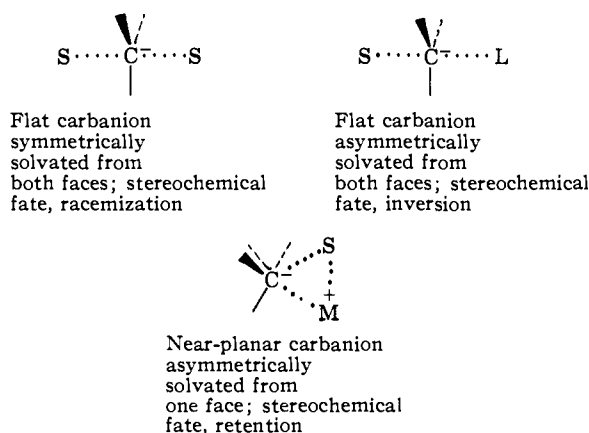 S C⁻ S
S C⁻ L
Flat carbanion
symmetrically
solvated from
both faces; stereochemical
fate, racemization
Flat carbanion
asymmetrically
solvated from
both faces; stereochemical
fate, inversion
S
C⁻
+
M
Near-planar carbanion
asymmetrically
solvated from
one face; stereochemical
fate, retention